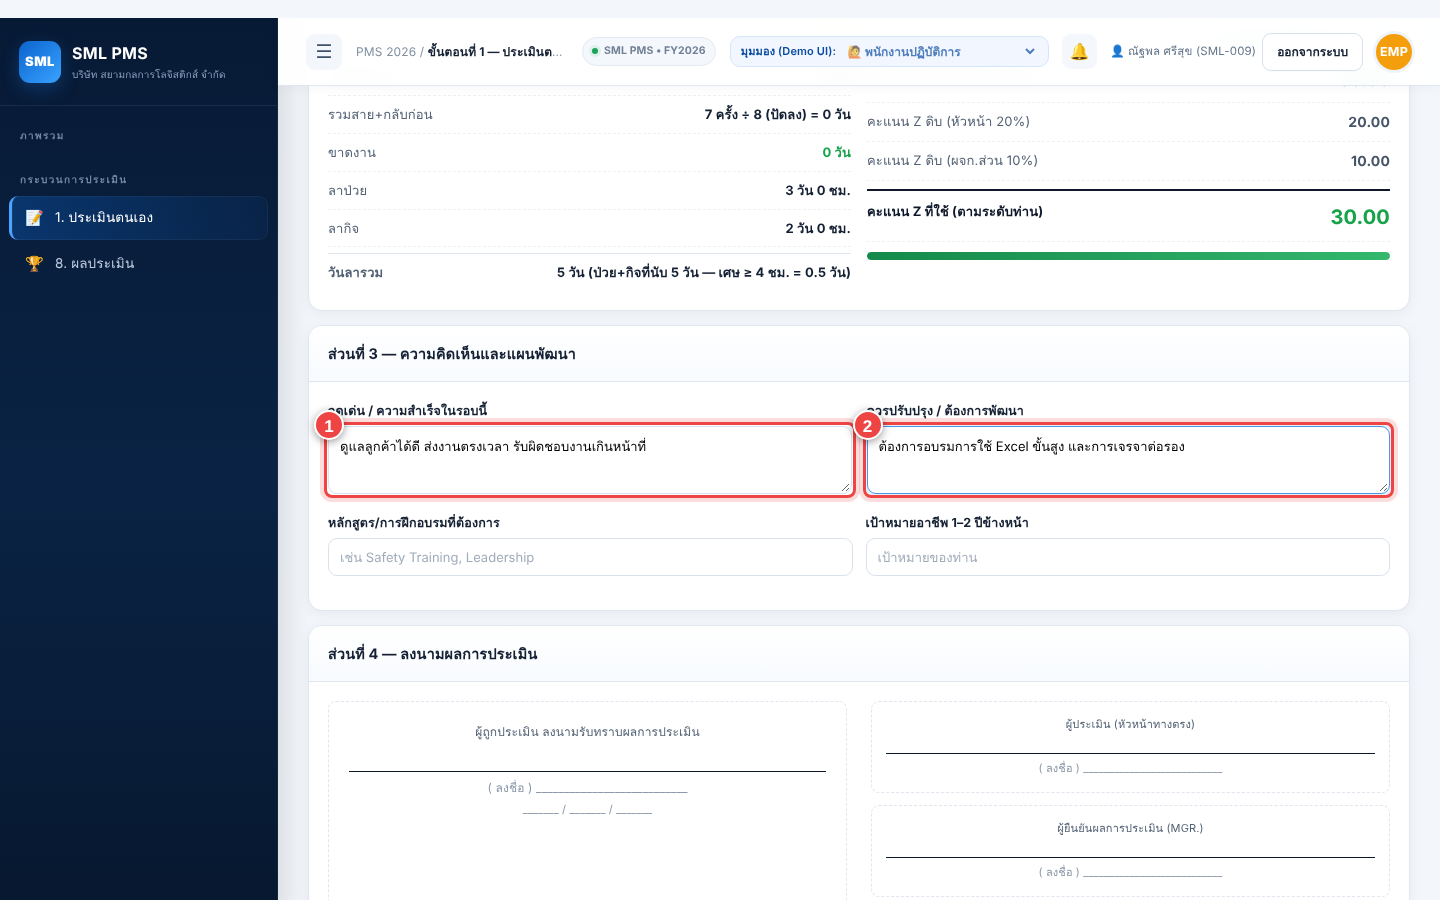 SML
SML PMS
บริษัท สยามกลการโลจิสติกส์ จำกัด
ภาพรวม
กระบวนการประเมิน
📝 1. ประเมินตนเอง
🏆 8. ผลประเมิน
☰
PMS 2026 / ขั้นตอนที่ 1 — ประเมินต...
SML PMS • FY2026
มุมมอง (Demo UI): 🙋 พนักงานปฏิบัติการ
🔔
👤 ณัฐพล ศรีสุข (SML-009)
ออกจากระบบ
EMP
รวมสาย+กลับก่อน 7 ครั้ง ÷ 8 (ปัดลง) = 0 วัน
ขาดงาน 0 วัน
ลาป่วย 3 วัน 0 ชม.
ลากิจ 2 วัน 0 ชม.
วันลารวม 5 วัน (ป่วย+กิจที่นับ 5 วัน — เศษ ≥ 4 ชม. = 0.5 วัน)
คะแนน Z ดิบ (หัวหน้า 20%) 20.00
คะแนน Z ดิบ (ผจก.ส่วน 10%) 10.00
คะแนน Z ที่ใช้ (ตามระดับท่าน) 30.00
ส่วนที่ 3 — ความคิดเห็นและแผนพัฒนา
ดเด่น / ความสำเร็จในรอบนี้
1
ดูแลลูกค้าได้ดี ส่งงานตรงเวลา รับผิดชอบงานเกินหน้าที่
ควรปรับปรุง / ต้องการพัฒนา
2
ต้องการอบรมการใช้ Excel ขั้นสูง และการเจรจาต่อรอง
หลักสูตร/การฝึกอบรมที่ต้องการ
เช่น Safety Training, Leadership
เป้าหมายอาชีพ 1–2 ปีข้างหน้า
เป้าหมายของท่าน
ส่วนที่ 4 — ลงนามผลการประเมิน
ผู้ถูกประเมิน ลงนามรับทราบผลการประเมิน
( ลงชื่อ ) ____________________________
_______ / _______ / _______
ผู้ประเมิน (หัวหน้าทางตรง)
( ลงชื่อ ) ____________________________
ผู้ยืนยันผลการประเมิน (MGR.)
( ลงชื่อ ) ____________________________